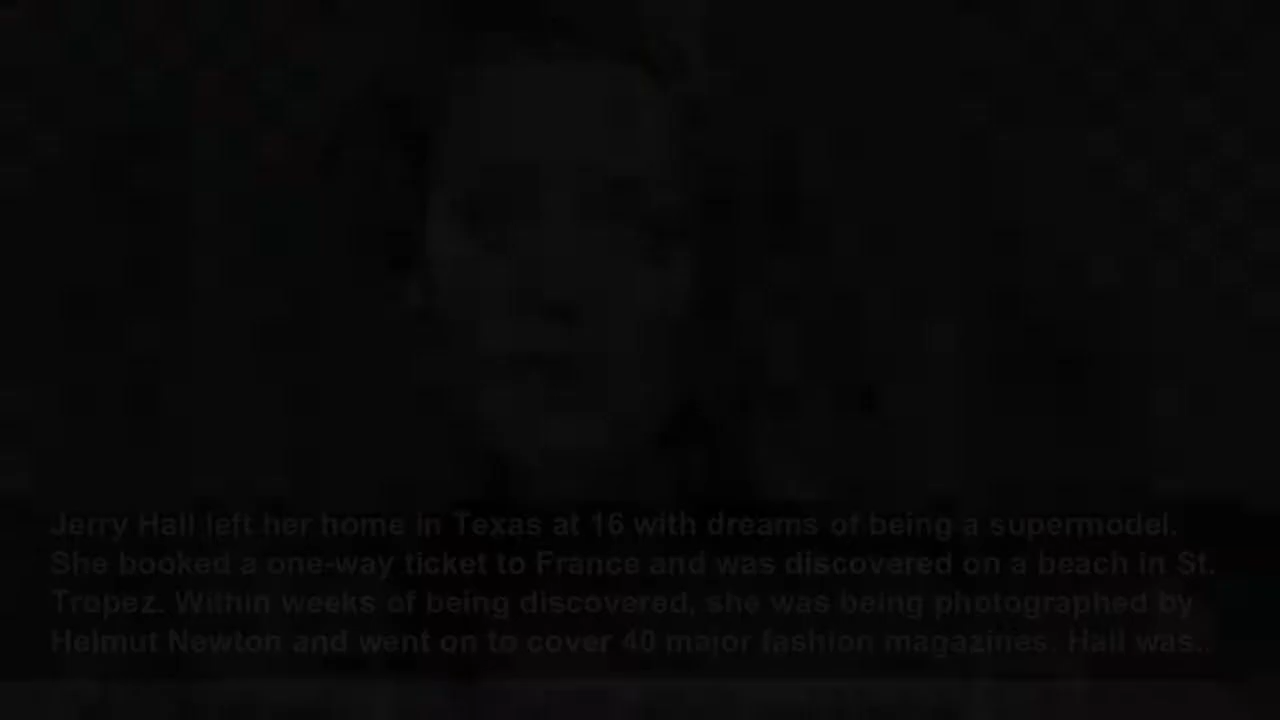 Jerry Hall left her home in Texas at 16 with dreams of being a supermodel.
She booked a one-way ticket to France and was discovered on a beach in St.
Tropez. Within weeks of being discovered, she was being photographed by
Helmut Newton and went on to cover 40 major fashion magazines. Hall was..